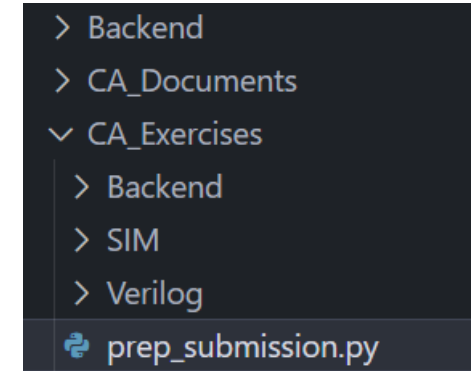 Backend
CA_Documents
CA_Exercises
Backend
SIM
Verilog
prep_submission.py